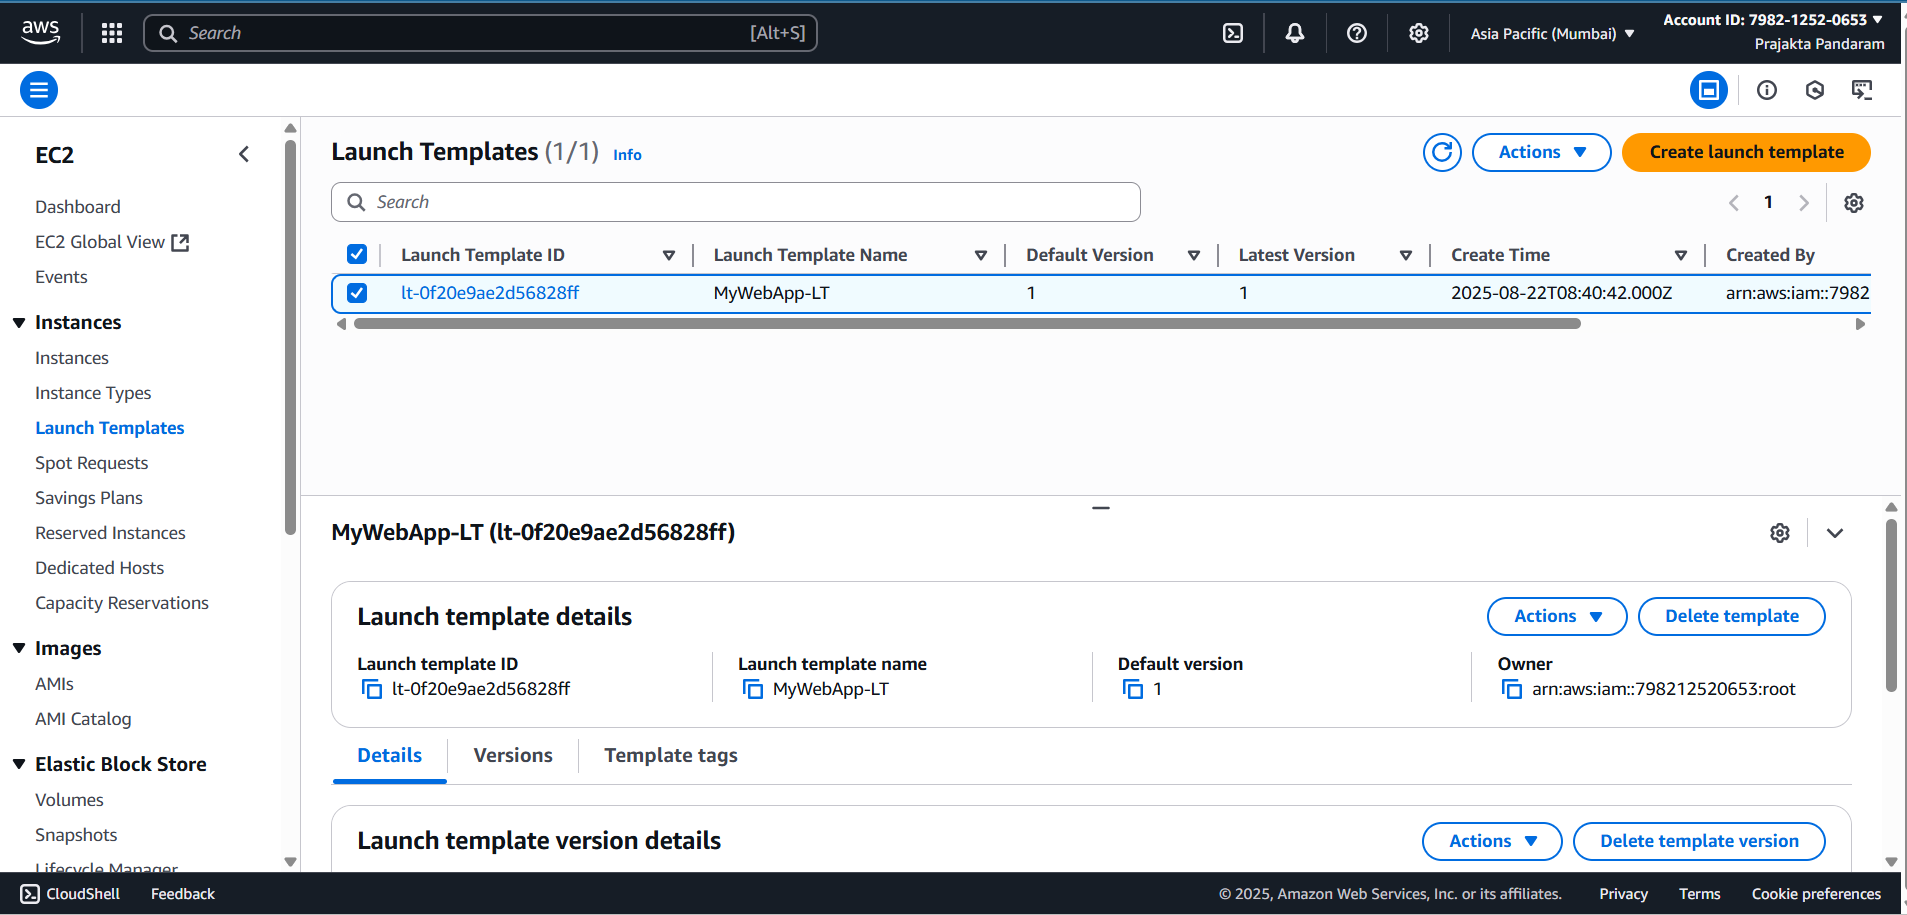 aws
Search [Alt+S]
Asia Pacific (Mumbai)
Account ID: 7982-1252-0653
Prajakta Pandaram
EC2
Dashboard
EC2 Global View
Events
Instances
Instances
Instance Types
Launch Templates
Spot Requests
Savings Plans
Reserved Instances
Dedicated Hosts
Capacity Reservations
Images
AMIs
AMI Catalog
Elastic Block Store
Volumes
Snapshots
Lifecycle Manager
Launch Templates (1/1) Info
Actions
Create launch template
Search
1
Launch Template ID Launch Template Name Default Version Latest Version Create Time Created By
lt-0f20e9ae2d56828ff MyWebApp-LT 1 1 2025-08-22T08:40:42.000Z arn:aws:iam::7982
MyWebApp-LT (lt-0f20e9ae2d56828ff)
Launch template details
Actions
Delete template
Launch template ID
lt-0f20e9ae2d56828ff
Launch template name
MyWebApp-LT
Default version
1
Owner
arn:aws:iam::798212520653:root
Details Versions Template tags
Launch template version details
Actions
Delete template version
CloudShell Feedback © 2025, Amazon Web Services, Inc. or its affiliates. Privacy Terms Cookie preferences